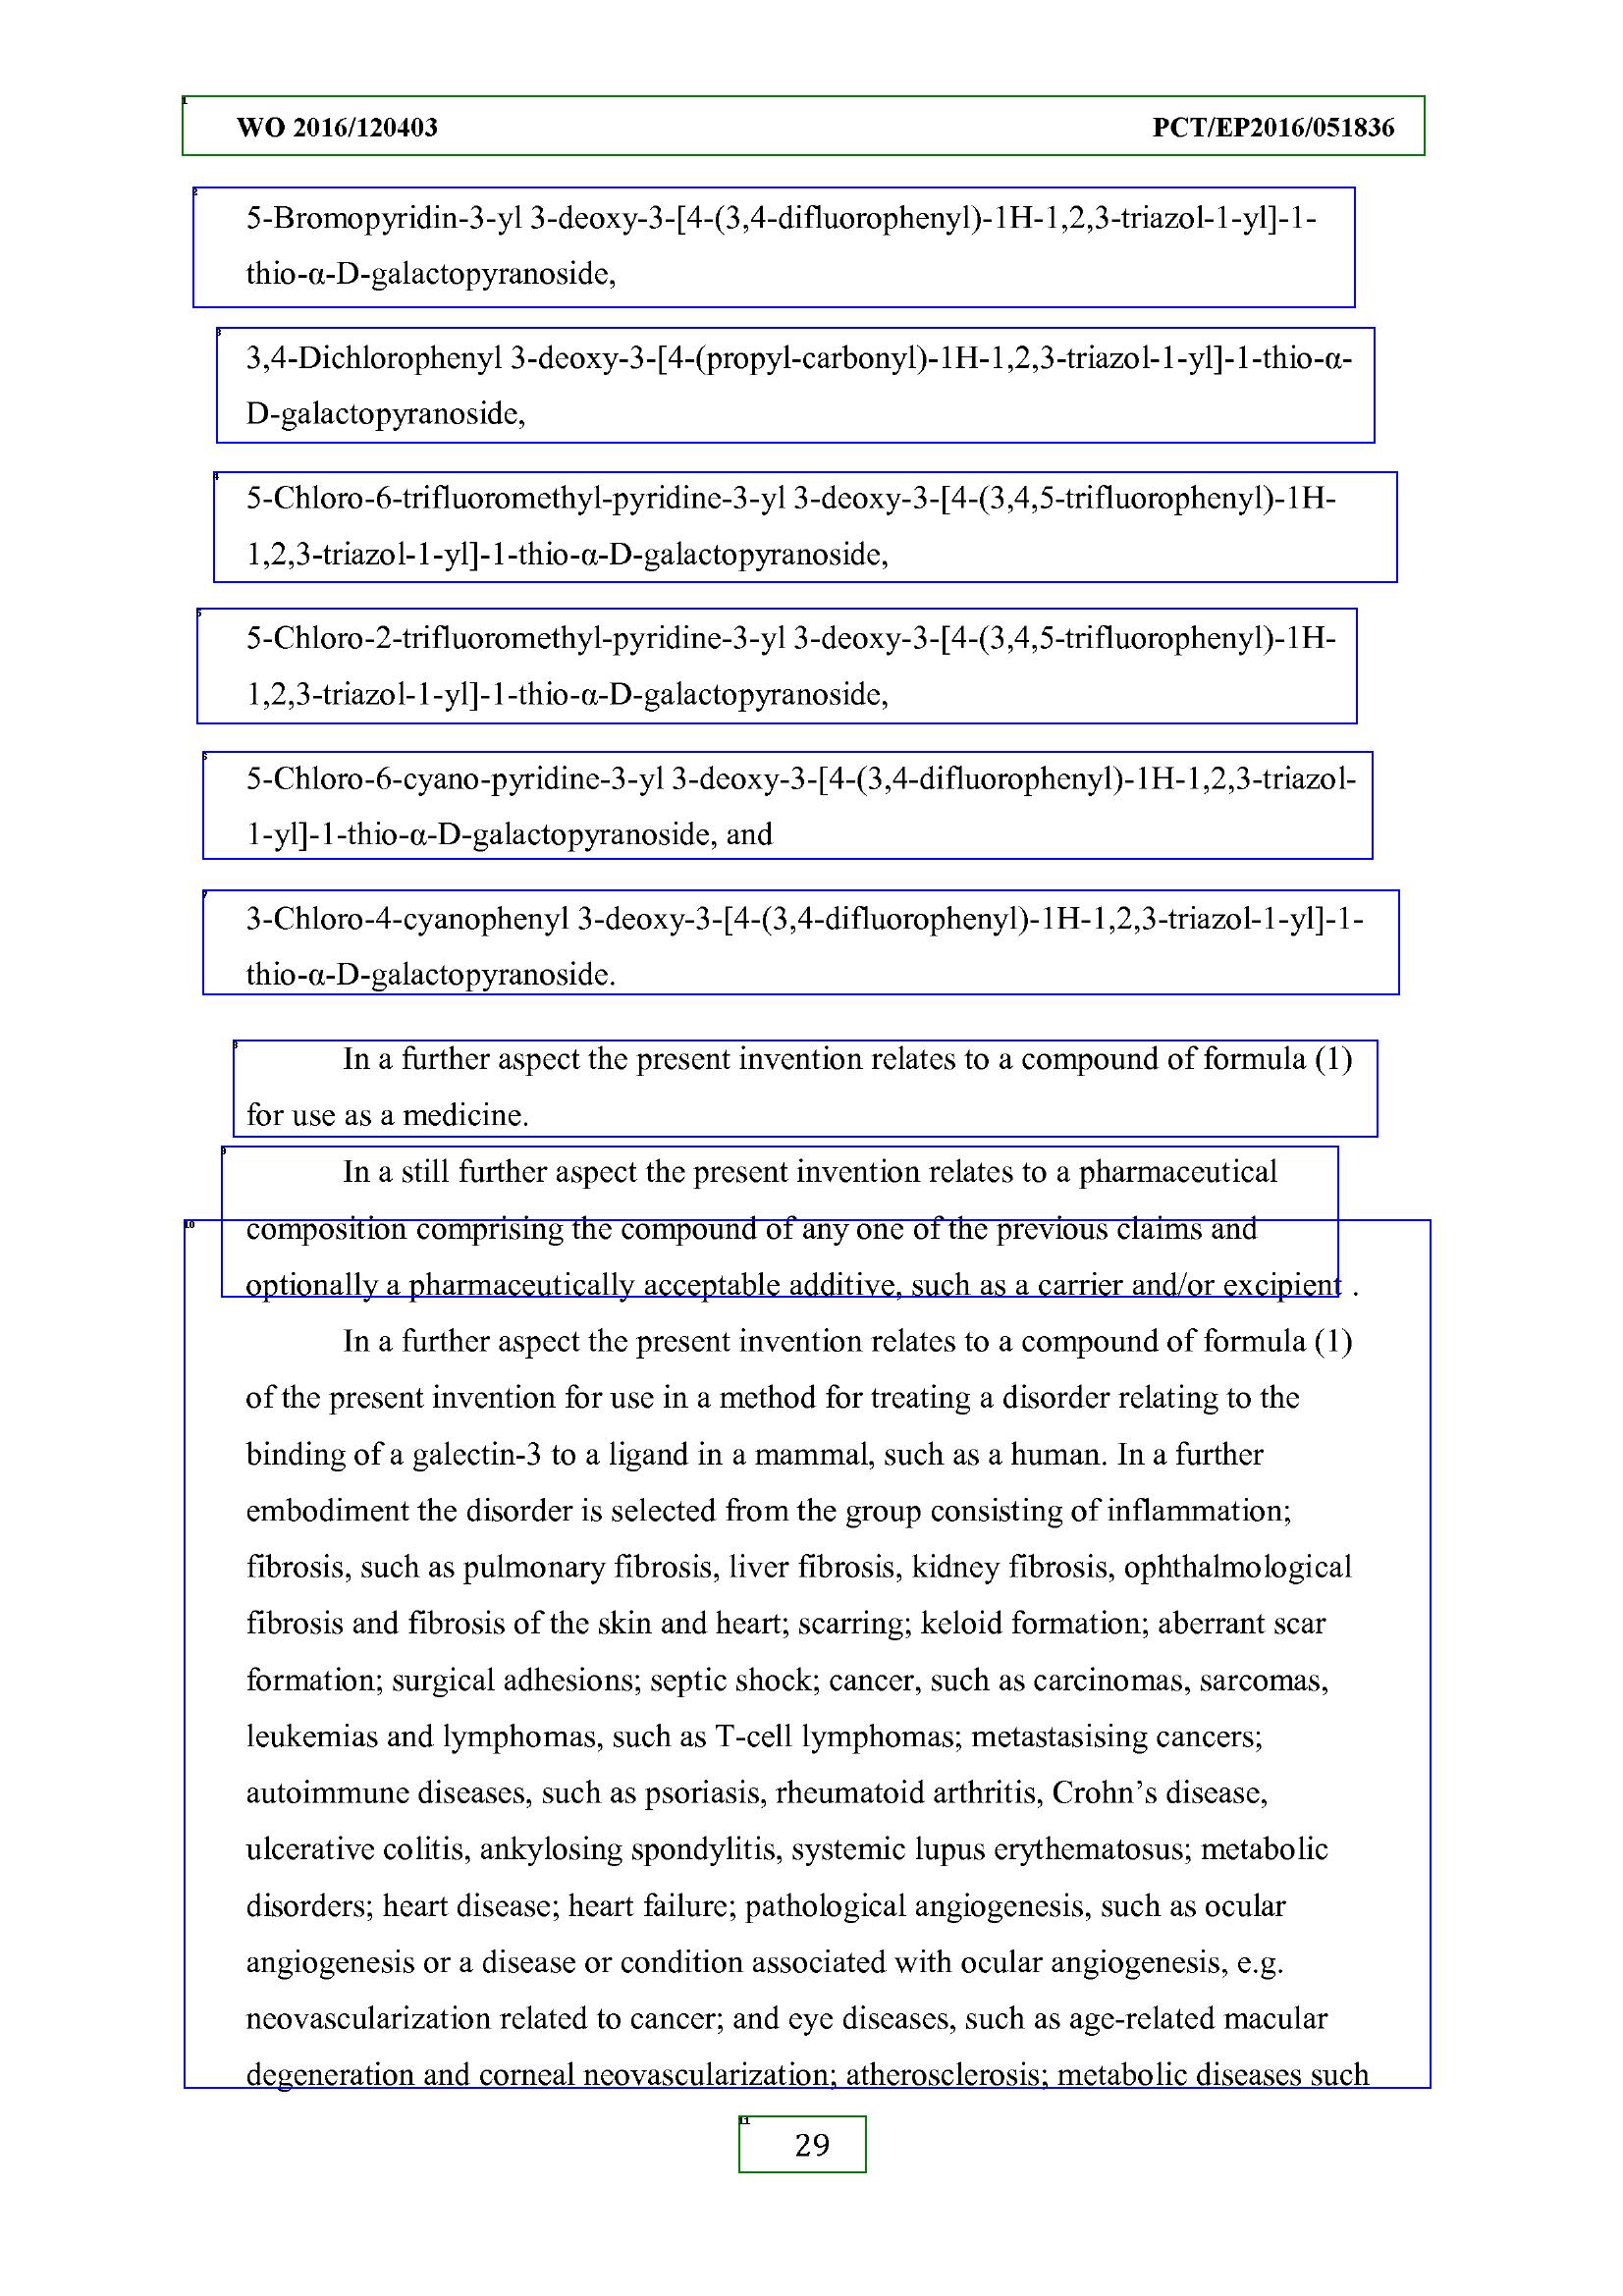 WO 2016/120403 PCT/EP2016/051836
5-Bromopyridin-3-yl 3-deoxy-3-[4-(3,4-difluorophenyl)-1H-1,2,3-triazol-1-yl]-1-
thio-α-D-galactopyranoside,
3,4-Dichlorophenyl 3-deoxy-3-[4-(propyl-carbonyl)-1H-1,2,3-triazol-1-yl]-1-thio-α-
D-galactopyranoside,
5-Chloro-6-trifluoromethyl-pyridine-3-yl 3-deoxy-3-[4-(3,4,5-trifluorophenyl)-1H-
1,2,3-triazol-1-yl]-1-thio-α-D-galactopyranoside,
5-Chloro-2-trifluoromethyl-pyridine-3-yl 3-deoxy-3-[4-(3,4,5-trifluorophenyl)-1H-
1,2,3-triazol-1-yl]-1-thio-α-D-galactopyranoside,
5-Chloro-6-cyano-pyridine-3-yl 3-deoxy-3-[4-(3,4-difluorophenyl)-1H-1,2,3-triazol-
1-yl]-1-thio-α-D-galactopyranoside, and
3-Chloro-4-cyanophenyl 3-deoxy-3-[4-(3,4-difluorophenyl)-1H-1,2,3-triazol-1-yl]-1-
thio-α-D-galactopyranoside.
In a further aspect the present invention relates to a compound of formula (1)
for use as a medicine.
In a still further aspect the present invention relates to a pharmaceutical
composition comprising the compound of any one of the previous claims and
optionally a pharmaceutically acceptable additive, such as a carrier and/or excipient .
In a further aspect the present invention relates to a compound of formula (1)
of the present invention for use in a method for treating a disorder relating to the
binding of a galectin-3 to a ligand in a mammal, such as a human. In a further
embodiment the disorder is selected from the group consisting of inflammation;
fibrosis, such as pulmonary fibrosis, liver fibrosis, kidney fibrosis, ophthalmological
fibrosis and fibrosis of the skin and heart; scarring; keloid formation; aberrant scar
formation; surgical adhesions; septic shock; cancer, such as carcinomas, sarcomas,
leukemias and lymphomas, such as T-cell lymphomas; metastasising cancers;
autoimmune diseases, such as psoriasis, rheumatoid arthritis, Crohn’s disease,
ulcerative colitis, ankylosing spondylitis, systemic lupus erythematosus; metabolic
disorders; heart disease; heart failure; pathological angiogenesis, such as ocular
angiogenesis or a disease or condition associated with ocular angiogenesis, e.g.
neovascularization related to cancer; and eye diseases, such as age-related macular
degeneration and corneal neovascularization; atherosclerosis; metabolic diseases such
29